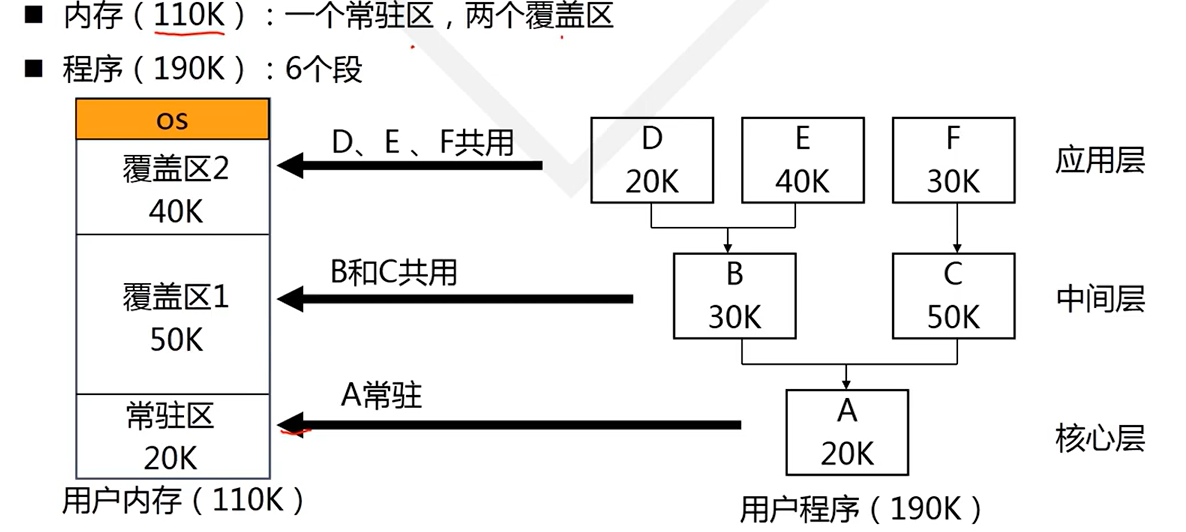 ■ 内存（110K）：一个常驻区，两个覆盖区
■ 程序（190K）：6个段
os
覆盖区2
40K
覆盖区1
50K
常驻区
20K
用户内存（110K）
D、E、F共用
B和C共用
A常驻
D
20K
E
40K
F
30K
应用层
B
30K
C
50K
中间层
A
20K
核心层
用户程序（190K）